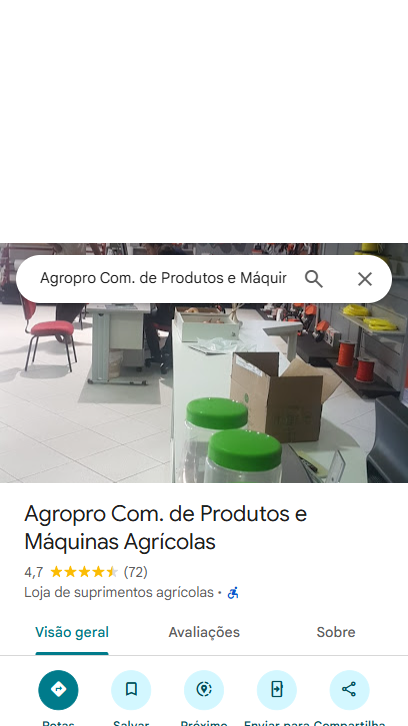 Agropro Com. de Produtos e Máquin
Agropro Com. de Produtos e
Máquinas Agrícolas
4,7 (72)
Loja de suprimentos agrícolas ·
Visão geral Avaliações Sobre
Rotas Salvar Próximo Enviar para Compartilha